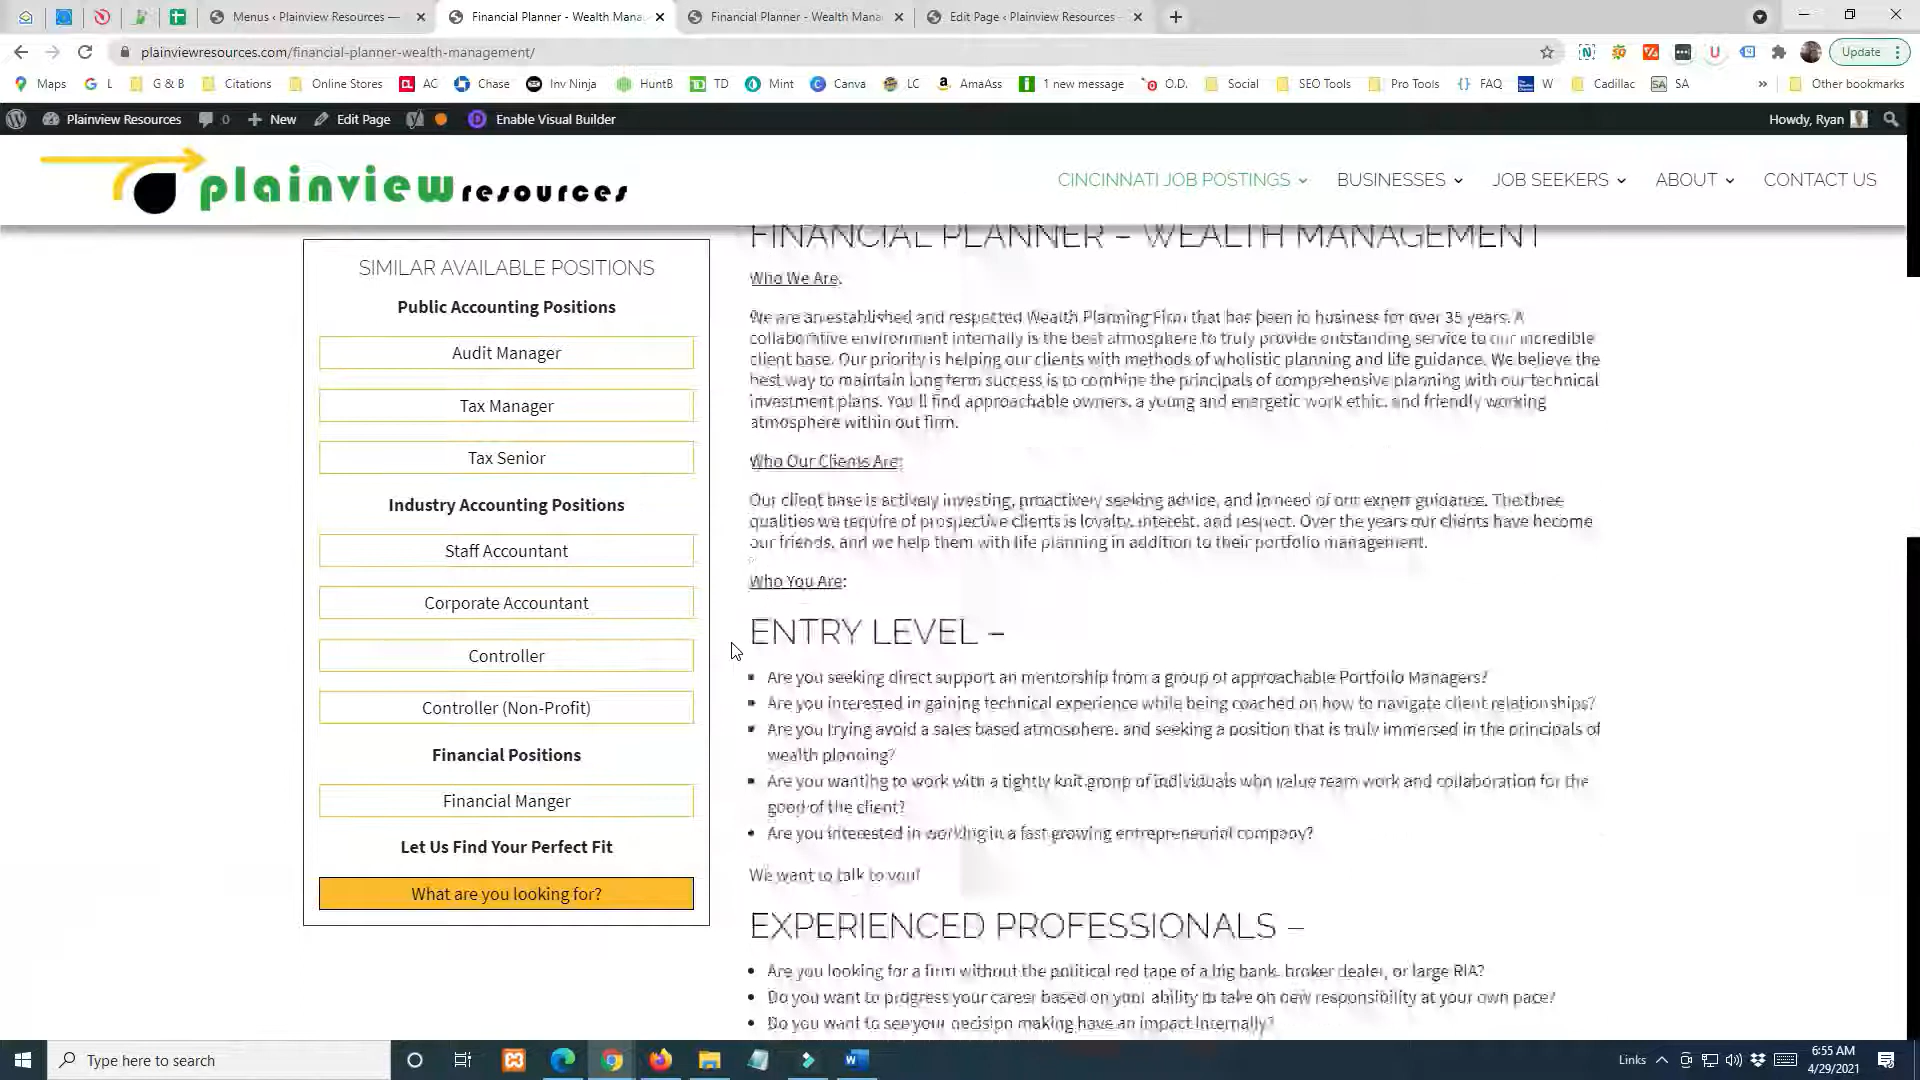 Menus ‹ Plainview Resources —
Financial Planner - Wealth Mana
Financial Planner - Wealth Mana
Edit Page ‹ Plainview Resources –
plainviewresources.com/financial-planner-wealth-management/
Update
Maps
L
G & B
Citations
Online Stores
AC
Chase
Inv Ninja
HuntB
TD
Mint
Canva
LC
AmaAss
1 new message
O.D.
Social
SEO Tools
Pro Tools
FAQ
W
Cadillac
SA
SA
»
Other bookmarks
Plainview Resources
0
New
Edit Page
Enable Visual Builder
Howdy, Ryan
plainview resources
CINCINNATI JOB POSTINGS
BUSINESSES
JOB SEEKERS
ABOUT
CONTACT US
SIMILAR AVAILABLE POSITIONS
Public Accounting Positions
Audit Manager
Tax Manager
Tax Senior
Industry Accounting Positions
Staff Accountant
Corporate Accountant
Controller
Controller (Non-Profit)
Financial Positions
Financial Manger
Let Us Find Your Perfect Fit
What are you looking for?
FINANCIAL PLANNER – WEALTH MANAGEMENT
Who We Are:
We are an established and respected Wealth Planning Firm that has been in business for over 35 years. A
collaborative environment internally is the best atmosphere to truly provide outstanding service to our incredible
client base. Our priority is helping our clients with methods of wholistic planning and life guidance. We believe the
best way to maintain long term success is to combine the principals of comprehensive planning with our technical
investment plans. You'll find approachable owners, a young and energetic work ethic, and friendly working
atmosphere within out firm.
Who Our Clients Are:
Our client base is actively investing, proactively seeking advice, and in need of our expert guidance. The three
qualities we require of prospective clients is loyalty, interest, and respect. Over the years our clients have become
our friends, and we help them with life planning in addition to their portfolio management.
Who You Are:
ENTRY LEVEL –
• Are you seeking direct support an mentorship from a group of approachable Portfolio Managers?
• Are you interested in gaining technical experience while being coached on how to navigate client relationships?
• Are you trying avoid a sales based atmosphere, and seeking a position that is truly immersed in the principals of
wealth planning?
• Are you wanting to work with a tightly knit group of individuals who value team work and collaboration for the
good of the client?
• Are you interested in working in a fast growing entrepreneurial company?
We want to talk to you!
EXPERIENCED PROFESSIONALS –
• Are you looking for a firm without the political red tape of a big bank, broker dealer, or large RIA?
• Do you want to progress your career based on your ability to take on new responsibility at your own pace?
• Do you want to see your decision making have an impact internally?
Type here to search
Links
6:55 AM
4/29/2021